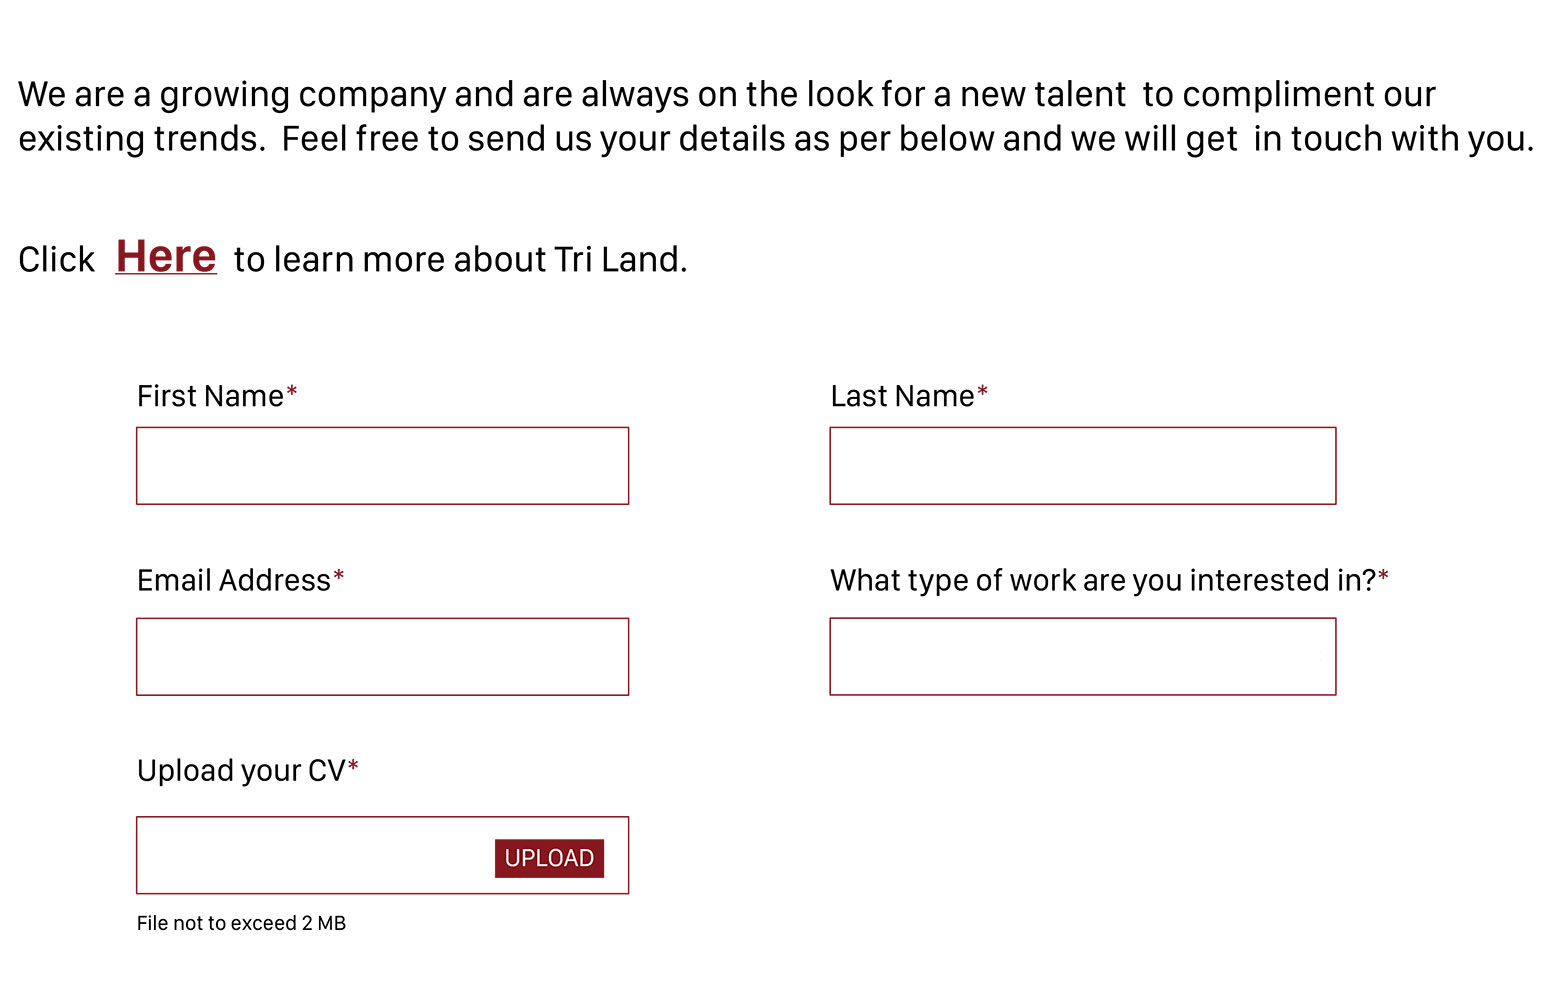 We are a growing company and are always on the look for a new talent  to compliment our
existing trends.  Feel free to send us your details as per below and we will get  in touch with you.
Click  Here  to learn more about Tri Land.
First Name*
Last Name*
Email Address*
What type of work are you interested in?*
Upload your CV*
UPLOAD
File not to exceed 2 MB